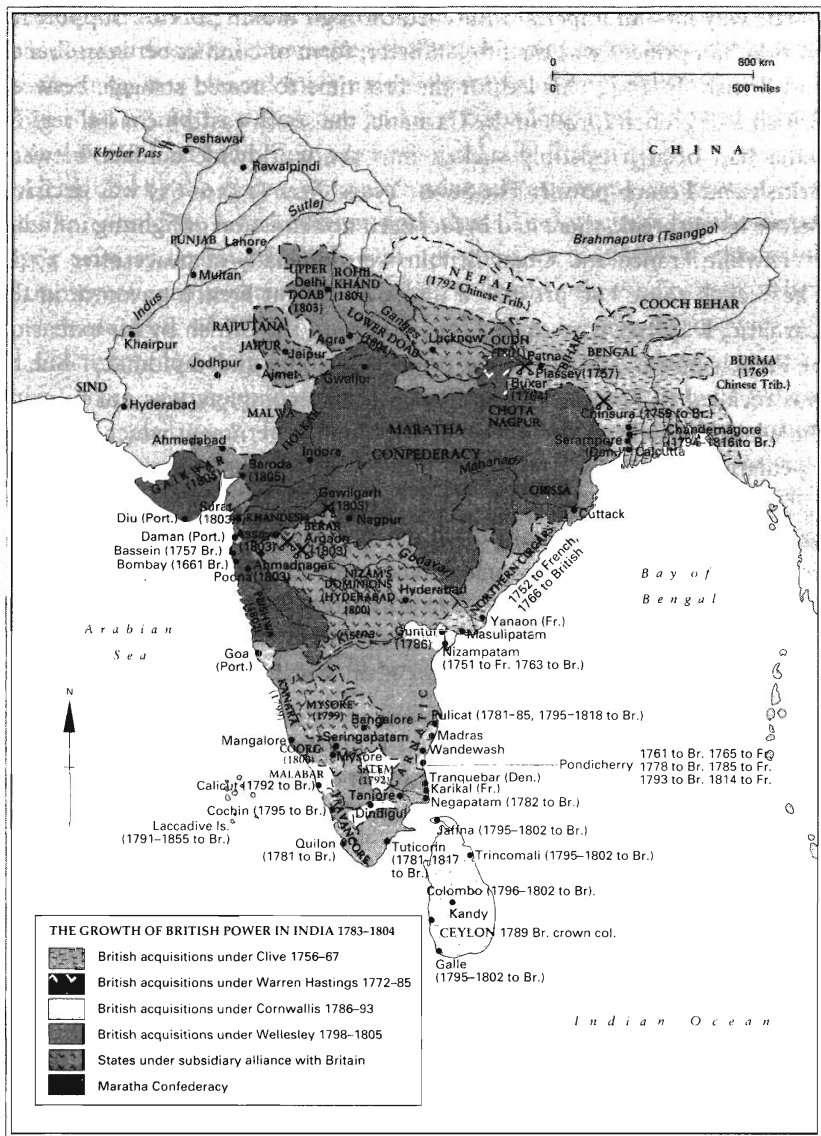 0 800 km
0 500 miles
CHINA
Peshawar
Khyber Pass
Rawalpindi
Sutlej
PUNJAB
Lahore
Multan
Indus
Brahmaputra (Tsangpo)
NEPAL
(1792 Chinese Trib.)
COOCH BEHAR
UPPER
Delhi
DOAB
(1803)
ROHIL
KHAND
(1801)
RAJPUTANA
JAIPUR
Jaipur
Ajmer
Agra
Ganges
LOWER DOAB
Lucknow
OUDH
Patna
BIHAR
BENGAL
BURMA
(1769
Chinese Trib.)
Plassey(1757)
Buxar
(1764)
Khairpur
Jodhpur
Gwalior
SIND
Hyderabad
MALWA
HOLKAR
Indore
MARATHA
CONFEDERACY
CHOTA
NAGPUR
Chinsura (1759 to Br.)
Chandernagore
(1794-1816to Br.)
Serampore
(Den.)
Calcutta
Ahmedabad
GAIKWAR
Baroda
(1805)
Mahanadi
ORISSA
Cuttack
Gawilgarh
(1803)
Surat
(1803)
KHANDESH
BERAR
Nagpur
Diu (Port.)
Daman (Port.)
Bassein (1757 Br.)
Bombay (1661 Br.)
Assaye
(1803)
Argaon
(1803)
Ahmadnagar
Poona(1803)
Godavari
NIZAM'S
DOMINIONS
(HYDERABAD
1800)
Hyderabad
NORTHERN CIRCARS
1752 to French,
1766 to British
Bay of
Bengal
Arabian
Sea
PESHWA
Kistna
Guntur
(1786)
Yanaon (Fr.)
Masulipatam
Nizampatam
(1751 to Fr. 1763 to Br.)
Goa
(Port.)
N
KANARA
(1799)
MYSORE
(1799)
Bangalore
CARNATIC
Pulicat (1781-85, 1795-1818 to Br.)
Madras
Wandewash
Mangalore
Seringapatam
COORG
Mysore
SALEM
(1792)
Pondicherry
1761 to Br. 1765 to Fr.
1778 to Br. 1785 to Fr.
1793 to Br. 1814 to Fr.
MALABAR
Calicut (1792 to Br.)
Tranquebar (Den.)
Karikal (Fr.)
Negapatam (1782 to Br.)
Tanjore
Cochin (1795 to Br.)
Dindigul
TRAVANCORE
Laccadive Is.
(1791-1855 to Br.)
Jaffna (1795-1802 to Br.)
Quilon
(1781 to Br.)
Tuticorin
(1781-1817
to Br.)
Trincomali (1795-1802 to Br.)
Colombo (1796-1802 to Br).
Kandy
CEYLON 1789 Br. crown col.
Galle
(1795-1802 to Br.)
Indian Ocean
THE GROWTH OF BRITISH POWER IN INDIA 1783-1804
British acquisitions under Clive 1756-67
British acquisitions under Warren Hastings 1772-85
British acquisitions under Cornwallis 1786-93
British acquisitions under Wellesley 1798-1805
States under subsidiary alliance with Britain
Maratha Confederacy